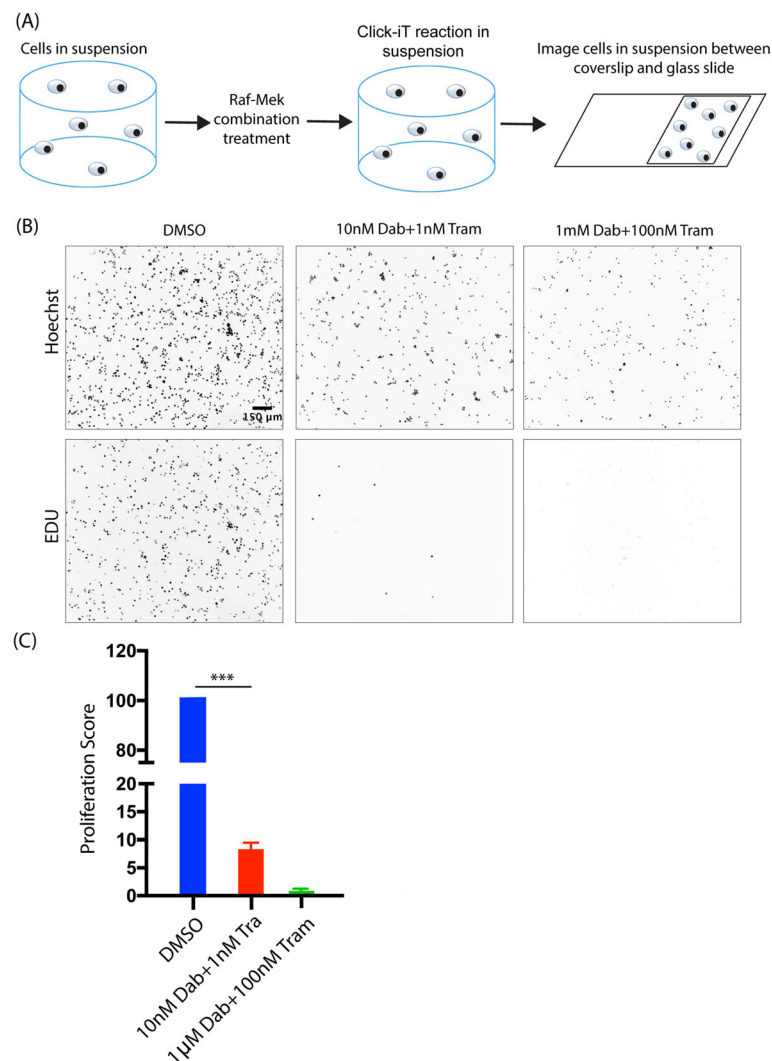 (A)
Cells in suspension
Raf-Mek
combination
treatment
Click-iT reaction in
suspension
Image cells in suspension between
coverslip and glass slide
(B)
DMSO
10nM Dab+1nM Tram
1mM Dab+100nM Tram
Hoechst
150 µm
EDU
(C)
Proliferation Score
120
100
80
20
15
10
5
0
***
DMSO
10nM Dab+1nM Tra
1µM Dab+100nM Tram